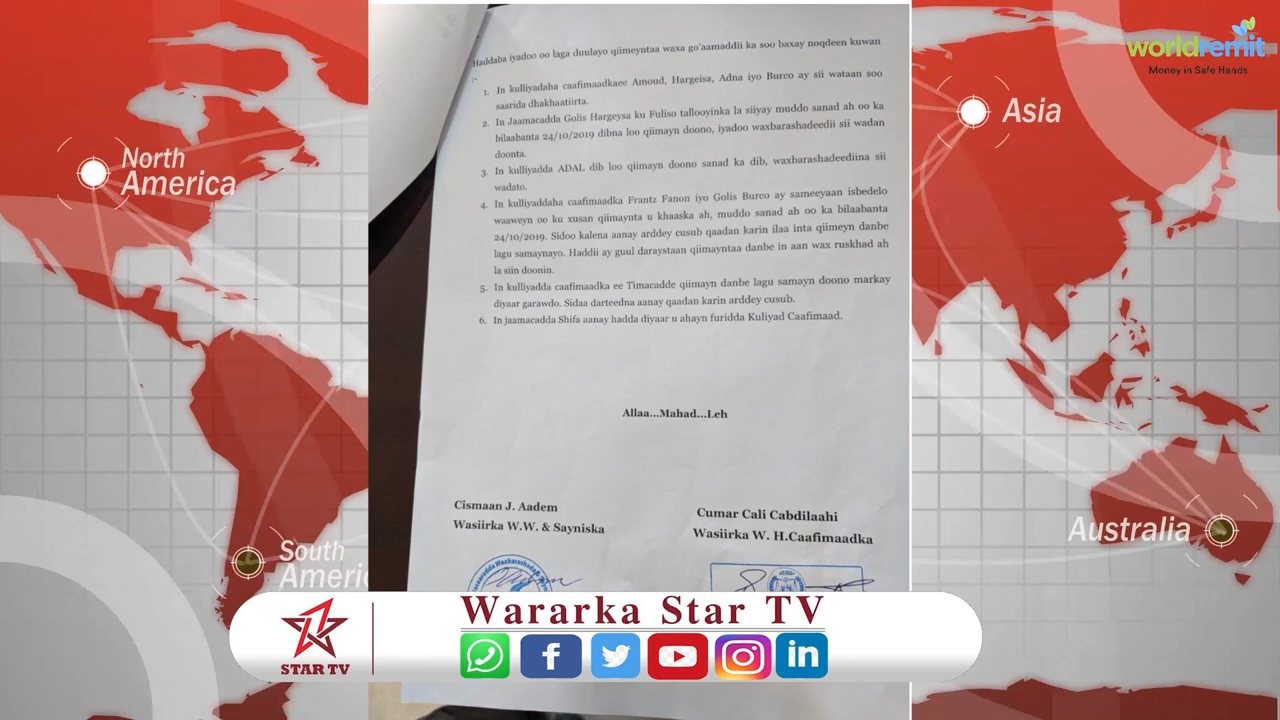 worldremit
Money in Safe Hands
North
America
Asia
South
Ameri
Australia
Haddaba iyadoo oo laga duulayo qiimeyntaa waxa go'aamaddii ka soo baxay noqdeen kuwan
:-
1. In kulliyadaha caafimaadkaee Amoud, Hargeisa, Adna iyo Burco ay sii wataan soo
saarida dhakhaatiirta.
2. In Jaamacadda Golis Hargeysa ku Fuliso tallooyinka la siiyay muddo sanad ah oo ka
bilaabanta 24/10/2019 dibna loo qiimayn doono, iyadoo waxbarashadeedii sii wadan
doonta.
3. In kulliyadda ADAL dib loo qiimayn doono sanad ka dib, waxbarashadeediina sii
wadato.
4. In kulliyaddaha caafimaadka Frantz Fanon iyo Golis Burco ay sameeyaan isbedelo
waaweyn oo ku xusan qiimaynta u khaaska ah, muddo sanad ah oo ka bilaabanta
24/10/2019. Sidoo kalena aanay arddey cusub qaadan karin ilaa inta qiimeyn danbe
lagu samaynayo. Haddii ay guul daraystaan qiimayntaa danbe in aan wax ruskhad ah
la siin doonin.
5. In kulliyadda caafimaadka ee Timacadde qiimayn danbe lagu samayn doono markay
diyaar garawdo. Sidaa darteedna aanay qaadan karin arddey cusub.
6. In jaamacadda Shifa aanay hadda diyaar u ahayn furidda Kuliyad Caafimaad.
Allaa...Mahad...Leh
Cismaan J. Aadem
Wasiirka W.W. & Sayniska
Cumar Cali Cabdilaahi
Wasiirka W. H.Caafimaadka
Wararka Star TV
STAR TV